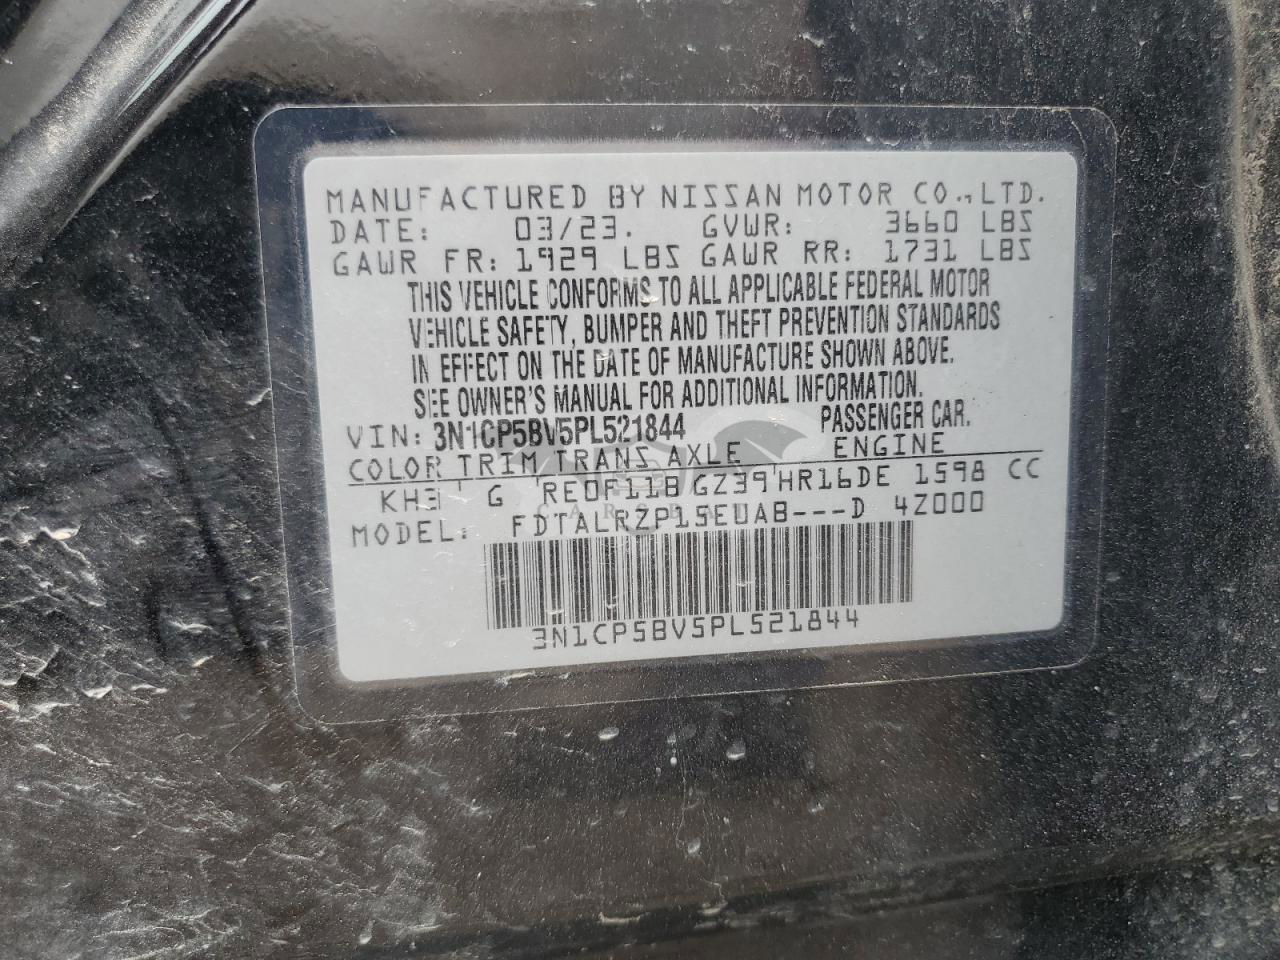 MANUFACTURED BY NISSAN MOTOR CO., LTD.
DATE: 03/23. GVWR: 3660 LBS
GAWR FR: 1929 LBS GAWR RR: 1731 LBS
THIS VEHICLE CONFORMS TO ALL APPLICABLE FEDERAL MOTOR
VEHICLE SAFETY, BUMPER AND THEFT PREVENTION STANDARDS
IN EFFECT ON THE DATE OF MANUFACTURE SHOWN ABOVE.
SEE OWNER'S MANUAL FOR ADDITIONAL INFORMATION.
VIN: 3N1CP5BV5PL521844 PASSENGER CAR.
COLOR TRIM TRANS AXLE ENGINE
KH3 G RE0F11B GZ39 HR16DE 1598 CC
MODEL: FDTALRZP15EUAB---D 4Z000
3N1CP5BV5PL521844